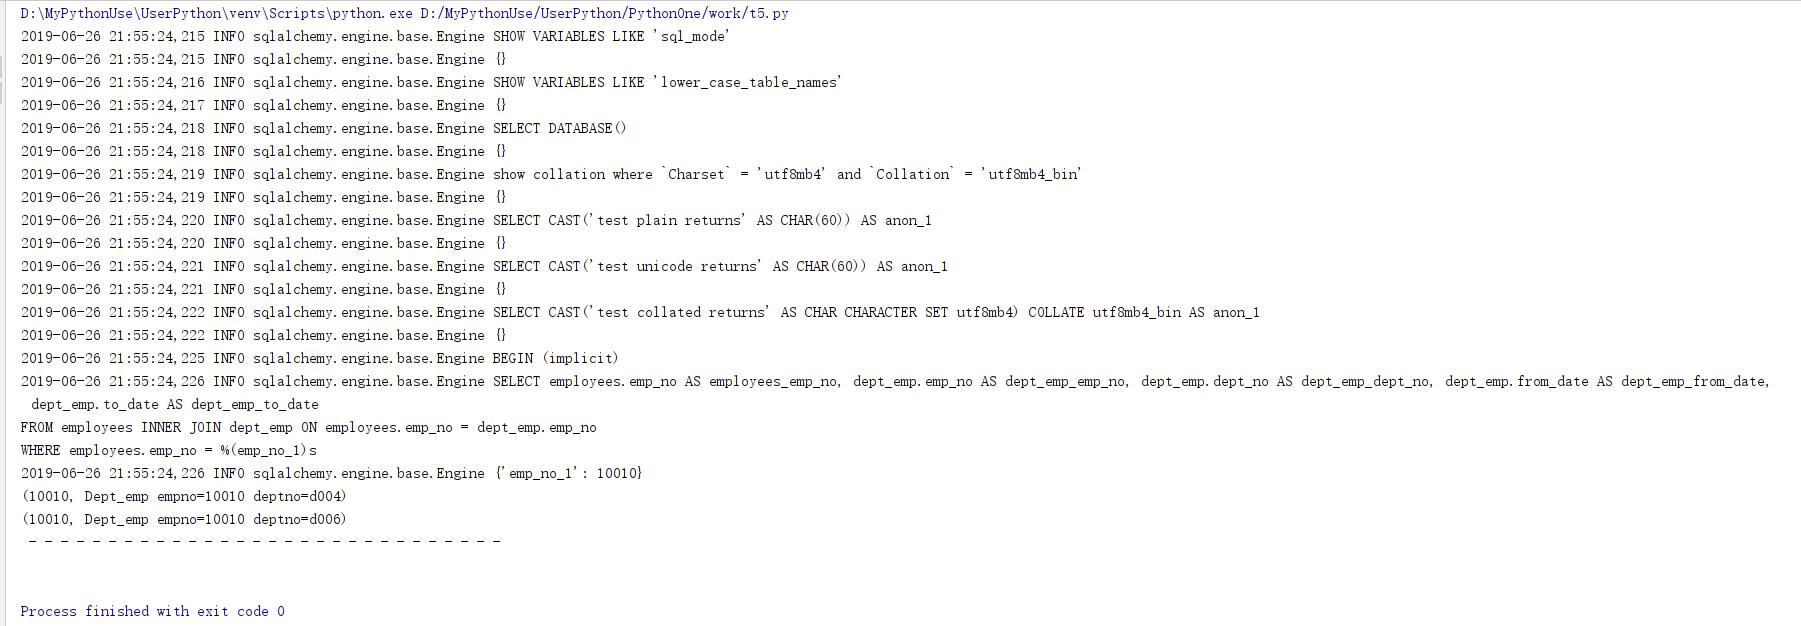 D:\MyPythonUse\UserPython\venv\Scripts\python.exe D:/MyPythonUse/UserPython/PythonOne/work/t5.py
2019-06-26 21:55:24,215 INFO sqlalchemy.engine.base.Engine SHOW VARIABLES LIKE 'sql_mode'
2019-06-26 21:55:24,215 INFO sqlalchemy.engine.base.Engine {}
2019-06-26 21:55:24,216 INFO sqlalchemy.engine.base.Engine SHOW VARIABLES LIKE 'lower_case_table_names'
2019-06-26 21:55:24,217 INFO sqlalchemy.engine.base.Engine {}
2019-06-26 21:55:24,218 INFO sqlalchemy.engine.base.Engine SELECT DATABASE()
2019-06-26 21:55:24,218 INFO sqlalchemy.engine.base.Engine {}
2019-06-26 21:55:24,219 INFO sqlalchemy.engine.base.Engine show collation where `Charset` = 'utf8mb4' and `Collation` = 'utf8mb4_bin'
2019-06-26 21:55:24,219 INFO sqlalchemy.engine.base.Engine {}
2019-06-26 21:55:24,220 INFO sqlalchemy.engine.base.Engine SELECT CAST('test plain returns' AS CHAR(60)) AS anon_1
2019-06-26 21:55:24,220 INFO sqlalchemy.engine.base.Engine {}
2019-06-26 21:55:24,221 INFO sqlalchemy.engine.base.Engine SELECT CAST('test unicode returns' AS CHAR(60)) AS anon_1
2019-06-26 21:55:24,221 INFO sqlalchemy.engine.base.Engine {}
2019-06-26 21:55:24,222 INFO sqlalchemy.engine.base.Engine SELECT CAST('test collated returns' AS CHAR CHARACTER SET utf8mb4) COLLATE utf8mb4_bin AS anon_1
2019-06-26 21:55:24,222 INFO sqlalchemy.engine.base.Engine {}
2019-06-26 21:55:24,225 INFO sqlalchemy.engine.base.Engine BEGIN (implicit)
2019-06-26 21:55:24,226 INFO sqlalchemy.engine.base.Engine SELECT employees.emp_no AS employees_emp_no, dept_emp.emp_no AS dept_emp_emp_no, dept_emp.dept_no AS dept_emp_dept_no, dept_emp.from_date AS dept_emp_from_date,
dept_emp.to_date AS dept_emp_to_date
FROM employees INNER JOIN dept_emp ON employees.emp_no = dept_emp.emp_no
WHERE employees.emp_no = %(emp_no_1)s
2019-06-26 21:55:24,226 INFO sqlalchemy.engine.base.Engine {'emp_no_1': 10010}
(10010, Dept_emp empno=10010 deptno=d004)
(10010, Dept_emp empno=10010 deptno=d006)
- - - - - - - - - - - - - - - - - - - - - - - - - - - - - -
Process finished with exit code 0